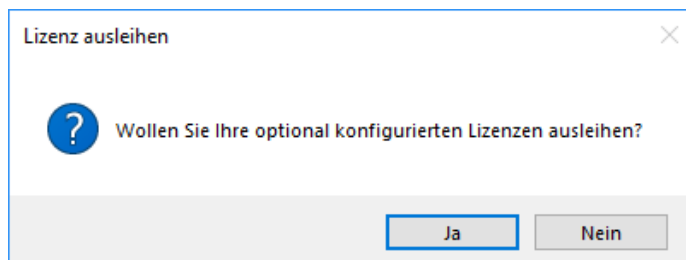 Lizenz ausleihen
Wollen Sie Ihre optional konfigurierten Lizenzen ausleihen?
Ja
Nein